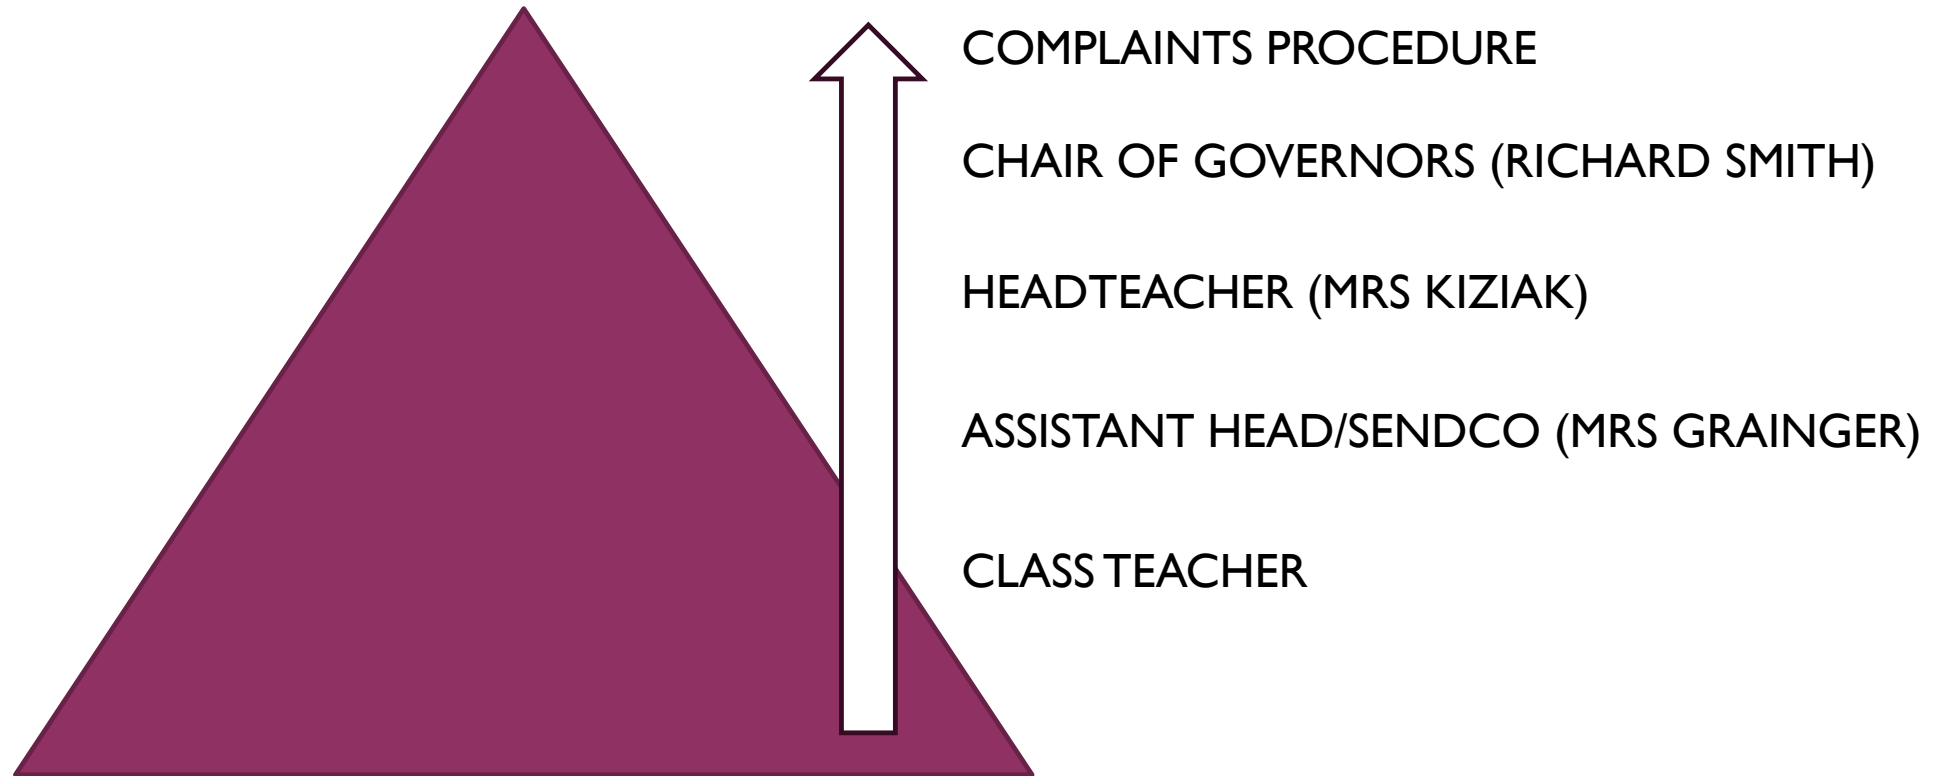 COMPLAINTS PROCEDURE
CHAIR OF GOVERNORS (RICHARD SMITH)
HEADTEACHER (MRS KIZIAK)
ASSISTANT HEAD/SENDCO (MRS GRAINGER)
CLASS TEACHER